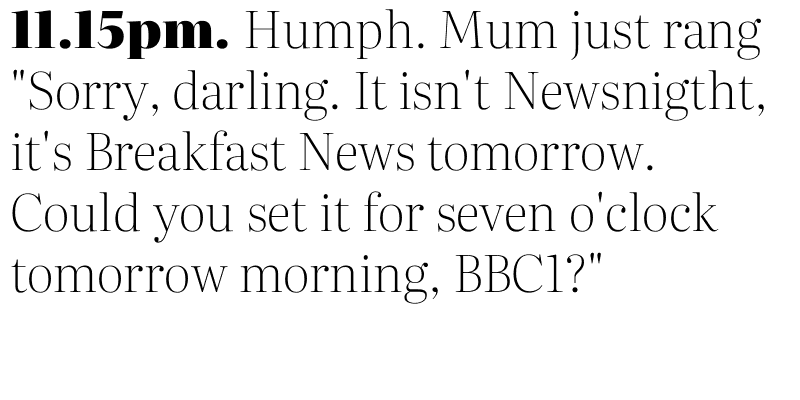 11.15pm. Humph. Mum just rang
"Sorry, darling. It isn't Newsnigtht,
it's Breakfast News tomorrow.
Could you set it for seven o'clock
tomorrow morning, BBC1?"